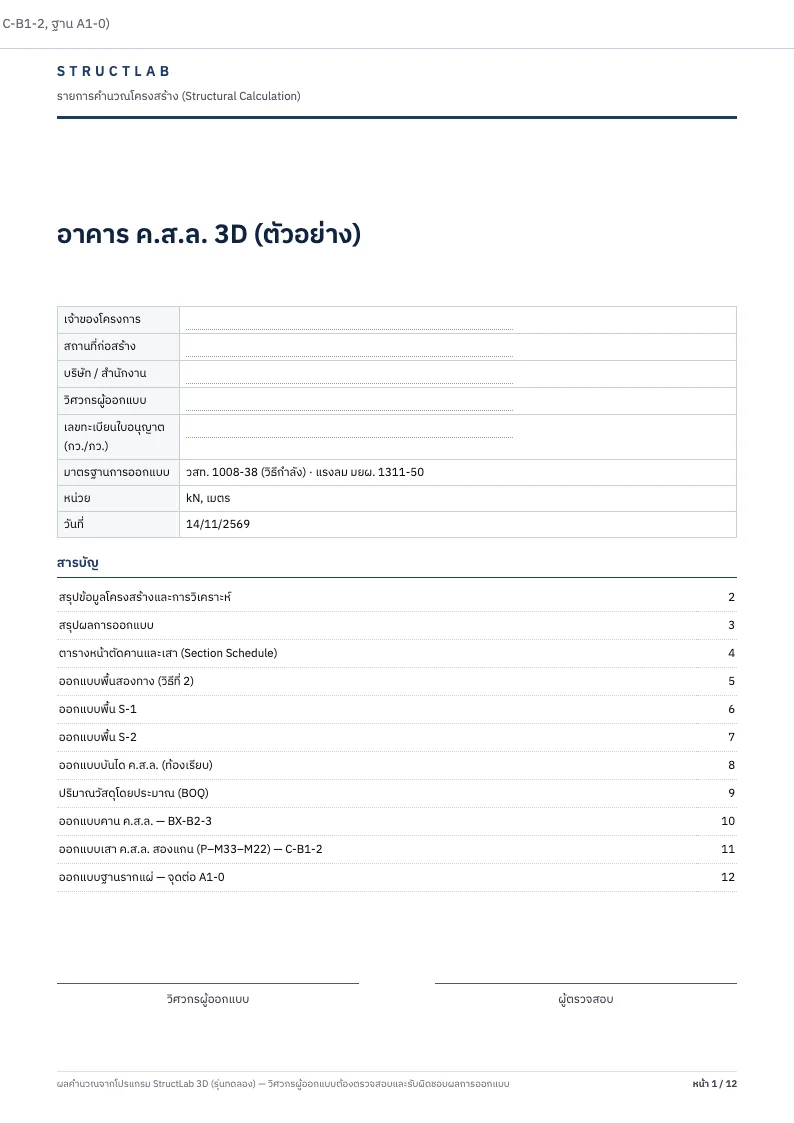 C-B1-2, ฐาน A1-0)
STRUCTLAB
รายการคำนวณโครงสร้าง (Structural Calculation)
อาคาร ค.ส.ล. 3D (ตัวอย่าง)
เจ้าของโครงการ
สถานที่ก่อสร้าง
บริษัท / สำนักงาน
วิศวกรผู้ออกแบบ
เลขทะเบียนใบอนุญาต
(กว./ภว.)
มาตรฐานการออกแบบ วสท. 1008-38 (วิธีกำลัง) · แรงลม มยผ. 1311-50
หน่วย kN, เมตร
วันที่ 14/11/2569
สารบัญ
สรุปข้อมูลโครงสร้างและการวิเคราะห์ 2
สรุปผลการออกแบบ 3
ตารางหน้าตัดคานและเสา (Section Schedule) 4
ออกแบบพื้นสองทาง (วิธีที่ 2) 5
ออกแบบพื้น S-1 6
ออกแบบพื้น S-2 7
ออกแบบบันได ค.ส.ล. (ท้องเรียบ) 8
ปริมาณวัสดุโดยประมาณ (BOQ) 9
ออกแบบคาน ค.ส.ล. — BX-B2-3 10
ออกแบบเสา ค.ส.ล. สองแกน (P–M33–M22) — C-B1-2 11
ออกแบบฐานรากแผ่ — จุดต่อ A1-0 12
วิศวกรผู้ออกแบบ ผู้ตรวจสอบ
ผลคำนวณจากโปรแกรม StructLab 3D (รุ่นทดลอง) — วิศวกรผู้ออกแบบต้องตรวจสอบและรับผิดชอบผลการออกแบบ หน้า 1 / 12